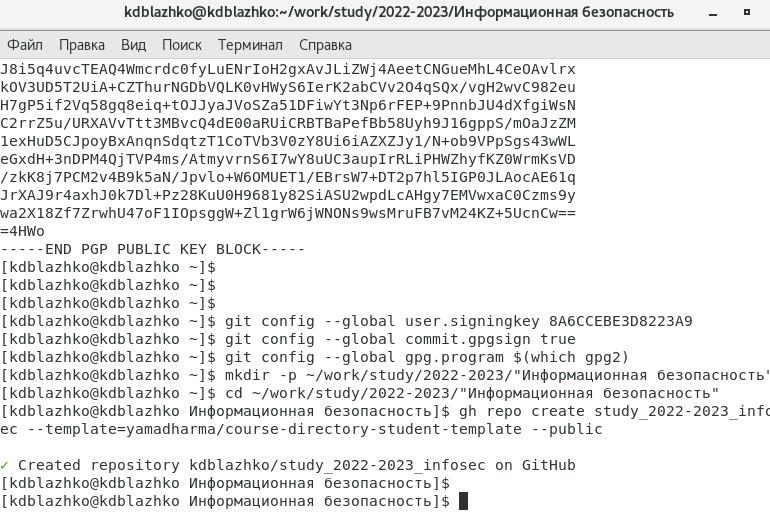 kdblazhko@kdblazhko:~/work/study/2022-2023/Информационная безопасность
Файл Правка Вид Поиск Терминал Справка
J8i5q4uvcTEAQ4Wmcrdc0fyLuENrIoH2gxAvJLiZWj4AeetCNGueMhL4CeOAvlrx
kOV3UD5T2UiA+CZThurNGDbVQLK0vHWyS6IerK2abCVv2O4qSQx/vgH2wvC982eu
H7gP5if2Vq58gq8eiq+tOJJyaJVoSZa51DFiwYt3Np6rFEP+9PnnbJU4dXfgiWsN
C2rrZ5u/URXAVvTtt3MBvcQ4dE00aRUiCRBTBaPefBb58Uyh9J16gppS/mOaJzZM
1exHuD5CJpoyBxAnqnSdqtzT1CoTVb3V0zY8Ui6iAZXZJy1/N+ob9VPpSgs43wWL
eGxdH+3nDPM4QjTVP4ms/AtmyvrnS6I7wY8uUC3aupIrRLiPHWZhyfKZ0WrmKsVD
/zkK8j7PCM2v4B9k5aN/Jpvlo+W6OMUET1/EBrsW7+DT2p7hl5IGP0JLAocAE61q
JrXAJ9r4axhJ0k7Dl+Pz28KuU0H9681y82SiASU2wpdLcAHgy7EMVwxaC0Czms9y
wa2X18Zf7ZrwhU47oF1IOpsggW+Zl1grW6jWNONs9wsMruFB7vM24KZ+5UcnCw==
=4HWo
-----END PGP PUBLIC KEY BLOCK-----
[kdblazhko@kdblazhko ~]$
[kdblazhko@kdblazhko ~]$
[kdblazhko@kdblazhko ~]$
[kdblazhko@kdblazhko ~]$ git config --global user.signingkey 8A6CCEBE3D8223A9
[kdblazhko@kdblazhko ~]$ git config --global commit.gpgsign true
[kdblazhko@kdblazhko ~]$ git config --global gpg.program $(which gpg2)
[kdblazhko@kdblazhko ~]$ mkdir -p ~/work/study/2022-2023/"Информационная безопасность"
[kdblazhko@kdblazhko ~]$ cd ~/work/study/2022-2023/"Информационная безопасность"
[kdblazhko@kdblazhko Информационная безопасность]$ gh repo create study_2022-2023_info
ec --template=yamadharma/course-directory-student-template --public
✓ Created repository kdblazhko/study_2022-2023_infosec on GitHub
[kdblazhko@kdblazhko Информационная безопасность]$
[kdblazhko@kdblazhko Информационная безопасность]$